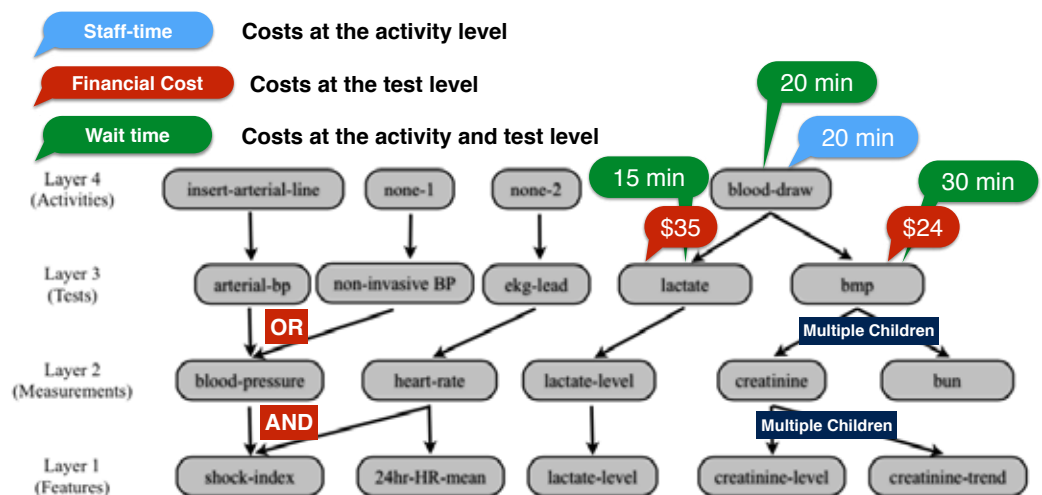 Staff-time Costs at the activity level
Financial Cost Costs at the test level
Wait time Costs at the activity and test level
20 min
20 min
15 min
30 min
Layer 4
(Activities)
insert-arterial-line none-1 none-2 blood-draw
$35 $24
Layer 3
(Tests)
arterial-bp non-invasive BP ekg-lead lactate bmp
OR
Multiple Children
Layer 2
(Measurements)
blood-pressure heart-rate lactate-level creatinine bun
AND
Multiple Children
Layer 1
(Features)
shock-index 24hr-HR-mean lactate-level creatinine-level creatinine-trend